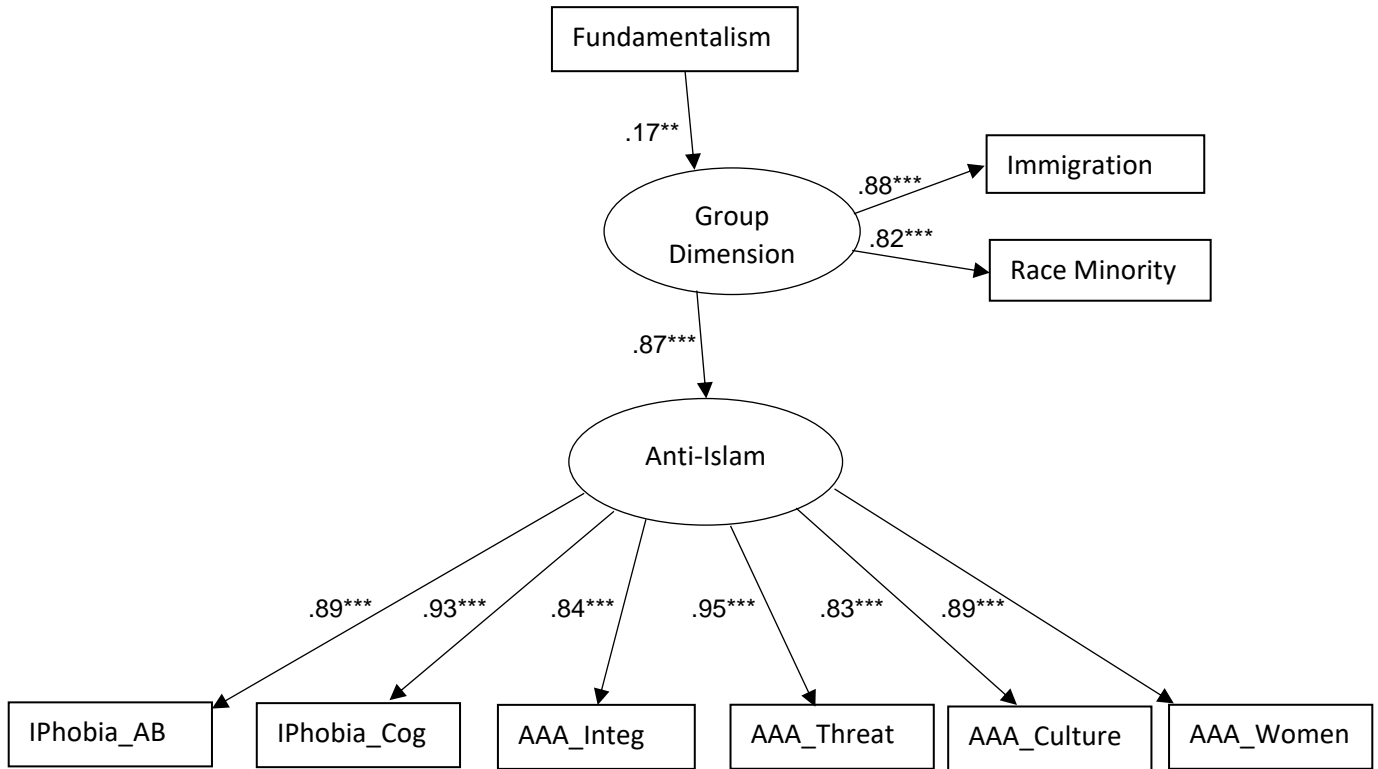 Fundamentalism
.17**
Group
Dimension
.88***
Immigration
.82***
Race Minority
.87***
Anti-Islam
.89***
.93***
.84***
.95***
.83***
.89***
IPhobia_AB
IPhobia_Cog
AAA_Integ
AAA_Threat
AAA_Culture
AAA_Women